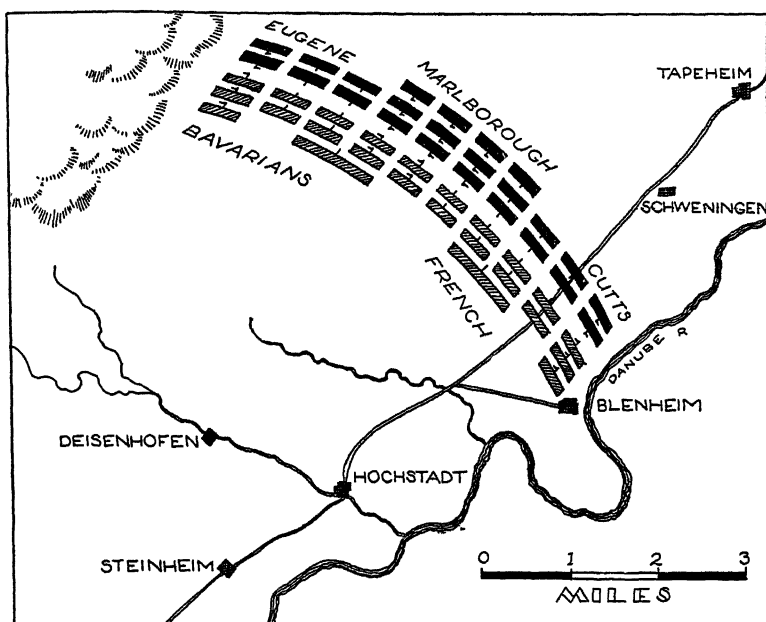 EUGENE
MARLBOROUGH
TAPEHEIM
BAVARIANS
SCHWENINGEN
FRENCH
CUTTS
DANUBE R
BLENHEIM
DEISENHOFEN
HOCHSTADT
STEINHEIM
0 1 2 3
MILES